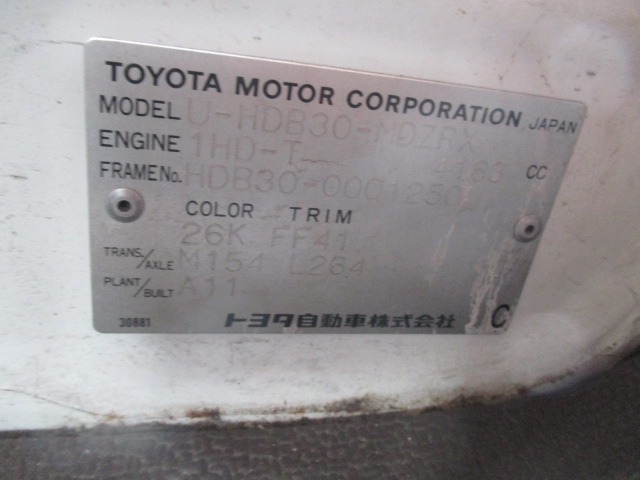 TOYOTA MOTOR CORPORATION JAPAN
MODEL U-HDB30-MDZRX
ENGINE 1HD-T CC
FRAME No. HDB30-0001250
COLOR TRIM
26K FF41
TRANS/AXLE M154 L264
PLANT/BUILT A11
30881 トヨタ自動車株式会社 C